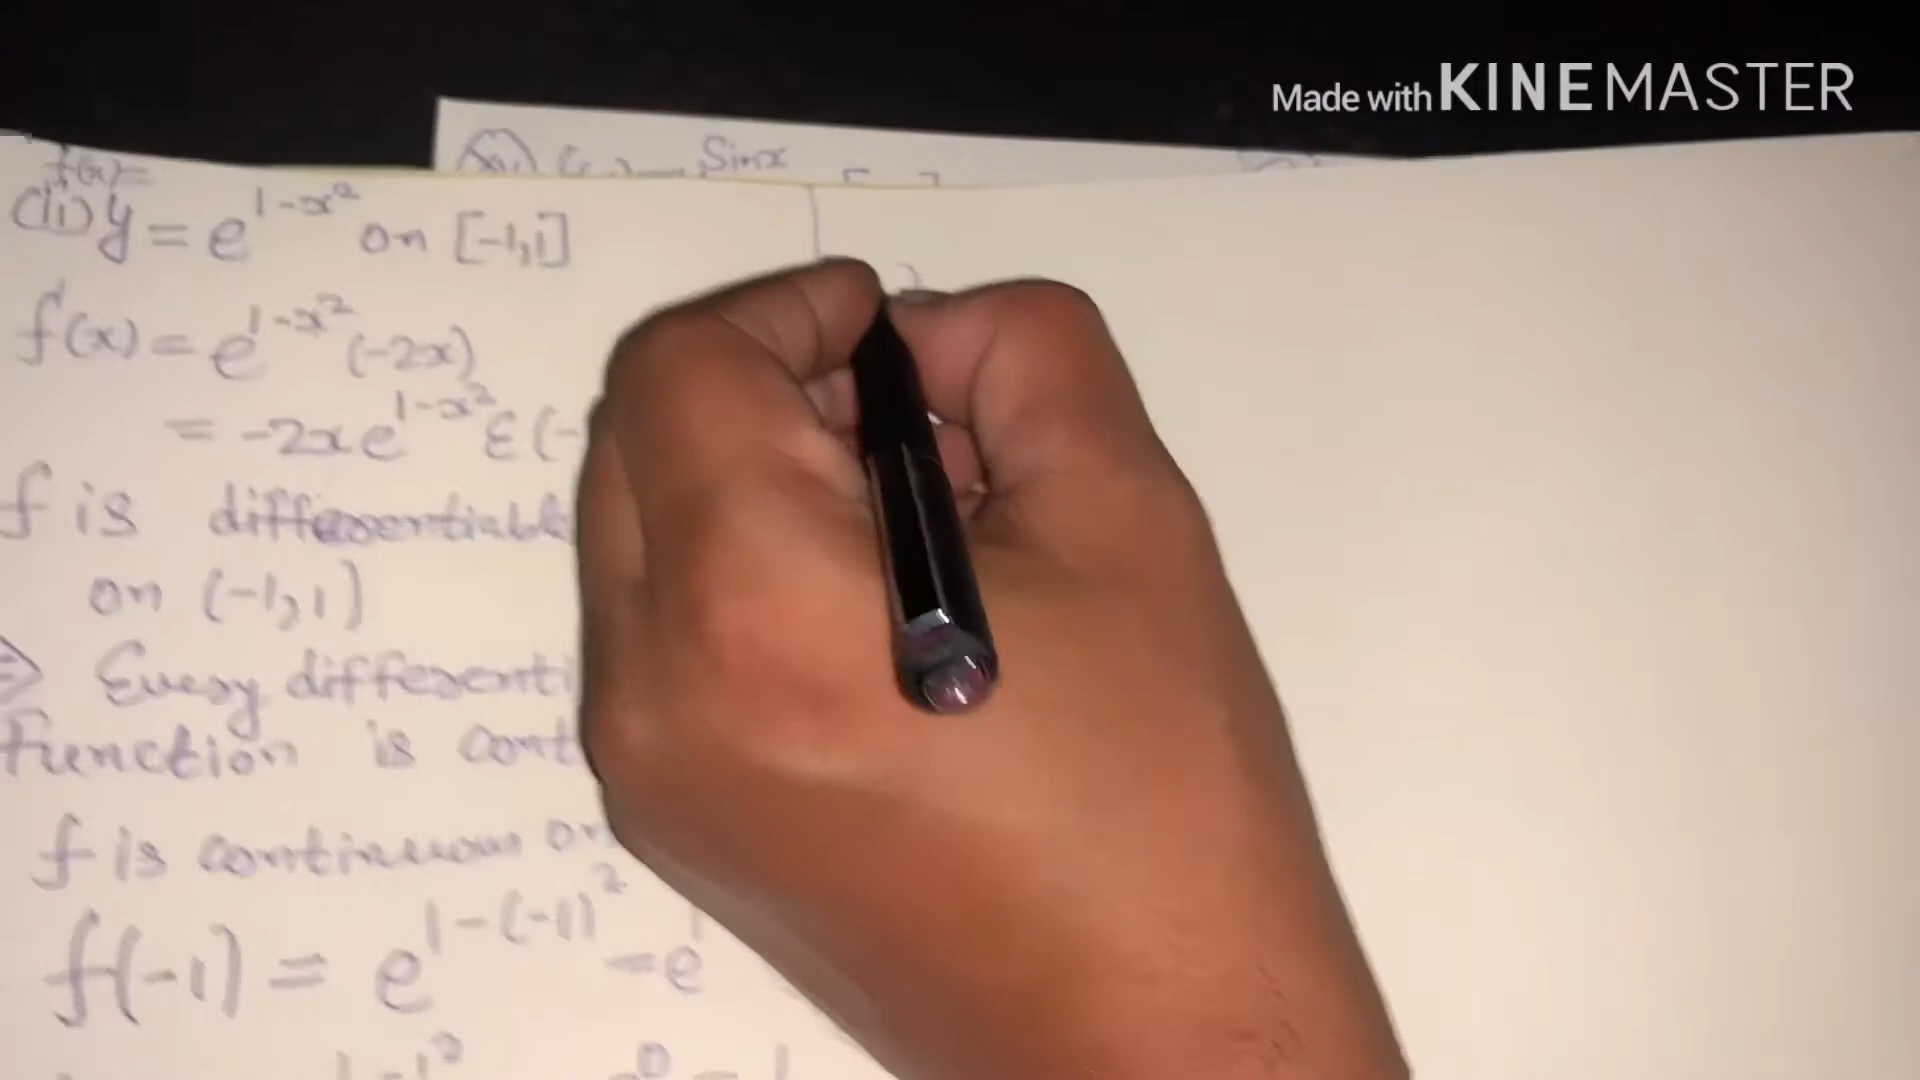 Made with KINEMASTER
Sinx
f(x)=
(ii) y = e^{1-x^2} on [-1,1]
f'(x) = e^{1-x^2} (-2x)
= -2x e^{1-x^2} ε (-
f is differentiable
on (-1,1)
⇒ Every differenti
function is cont
f is continuous on
f(-1) = e^{1-(-1)^2} = e